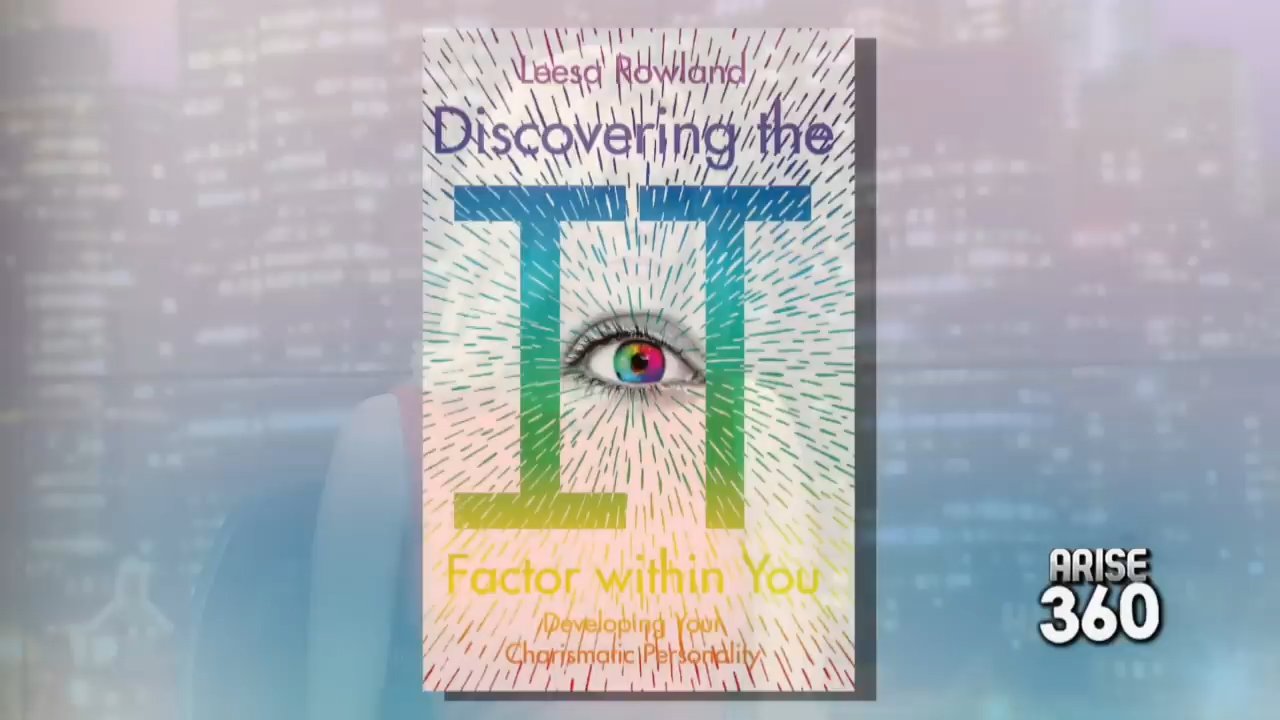 Leesa Rowland
Discovering the
IT
Factor within You
Developing Your
Charismatic Personality
ARISE
360